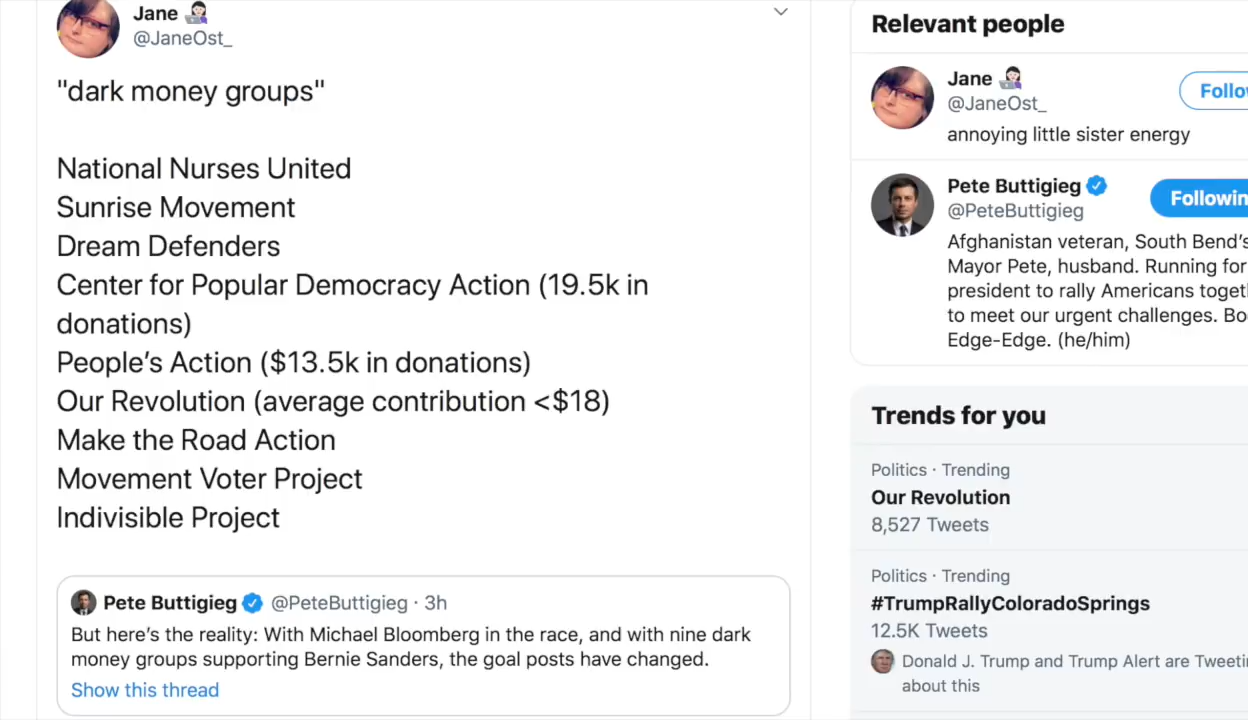 Jane
@JaneOst_
"dark money groups"
National Nurses United
Sunrise Movement
Dream Defenders
Center for Popular Democracy Action (19.5k in
donations)
People’s Action ($13.5k in donations)
Our Revolution (average contribution <$18)
Make the Road Action
Movement Voter Project
Indivisible Project
Pete Buttigieg @PeteButtigieg · 3h
But here’s the reality: With Michael Bloomberg in the race, and with nine dark
money groups supporting Bernie Sanders, the goal posts have changed.
Show this thread
Relevant people
Jane
@JaneOst_
Follo
annoying little sister energy
Pete Buttigieg
@PeteButtigieg
Followin
Afghanistan veteran, South Bend’s
Mayor Pete, husband. Running for
president to rally Americans toget
to meet our urgent challenges. Bo
Edge-Edge. (he/him)
Trends for you
Politics · Trending
Our Revolution
8,527 Tweets
Politics · Trending
#TrumpRallyColoradoSprings
12.5K Tweets
Donald J. Trump and Trump Alert are Tweeti
about this